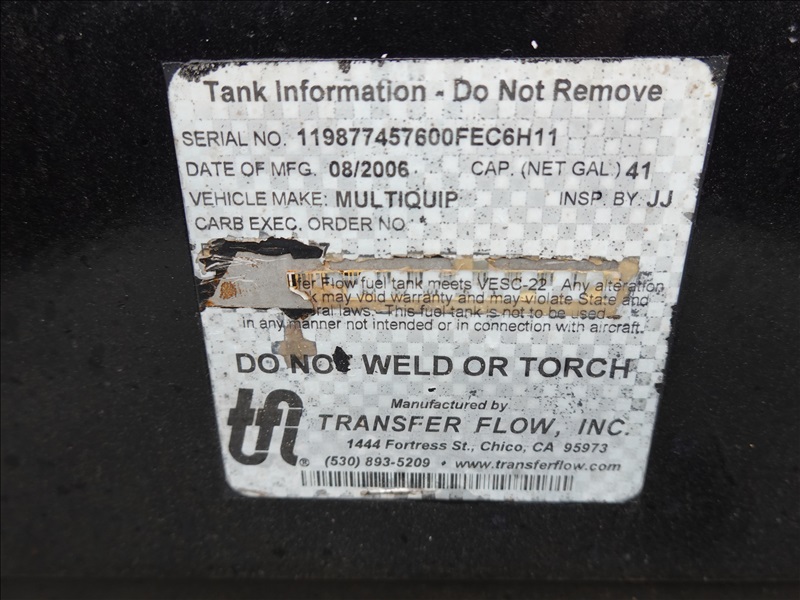 Tank Information - Do Not Remove
SERIAL NO. 119877457600FEC6H11
DATE OF MFG. 08/2006 CAP. (NET GAL.) 41
VEHICLE MAKE: MULTIQUIP INSP. BY: JJ
CARB EXEC. ORDER NO. *
Flow fuel tank meets VESC-22. Any alteration
may void warranty and may violate State and
laws. This fuel tank is not to be used
in any manner not intended or in connection with aircraft.
DO NOT WELD OR TORCH
tfi
Manufactured by
TRANSFER FLOW, INC.
1444 Fortress St., Chico, CA 95973
® (530) 893-5209 • www.transferflow.com